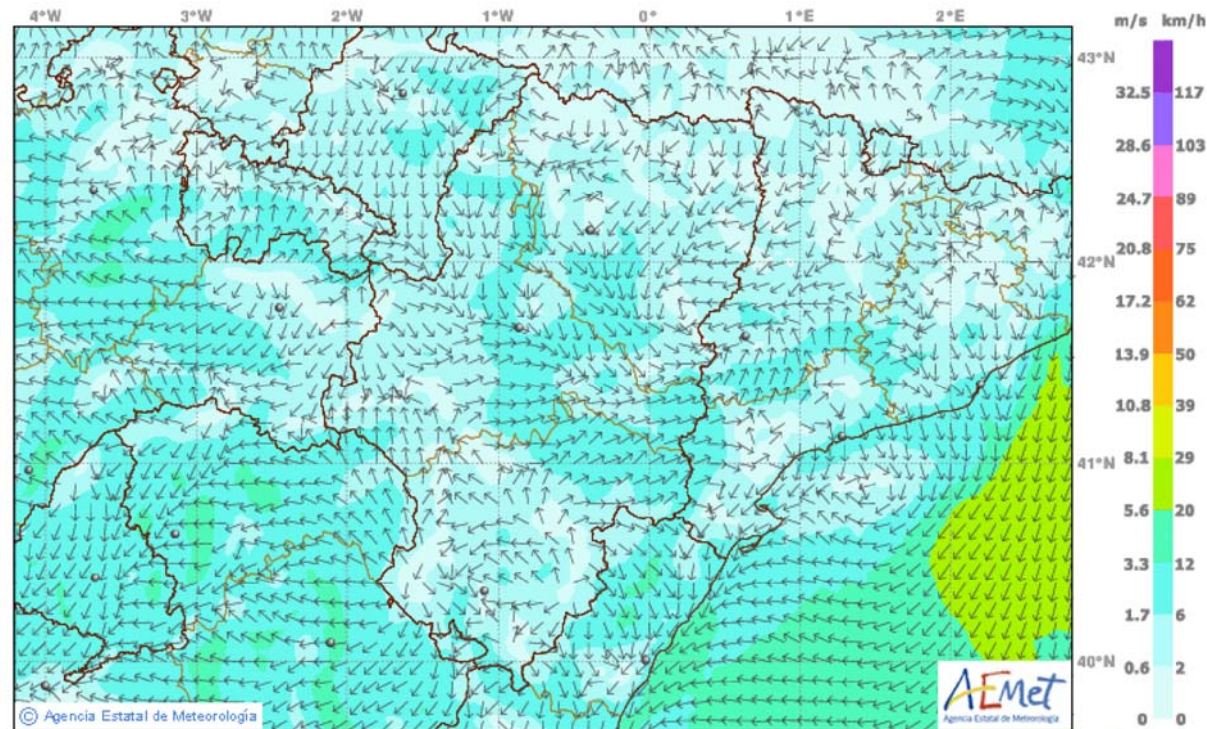 4°W 3°W 2°W 1°W 0° 1°E 2°E
m/s km/h
43°N
42°N
41°N
40°N
32.5 117
28.6 103
24.7 89
20.8 75
17.2 62
13.9 50
10.8 39
8.1 29
5.6 20
3.3 12
1.7 6
0.6 2
0 0
AEMet
Agencia Estatal de Meteorología
© Agencia Estatal de Meteorología